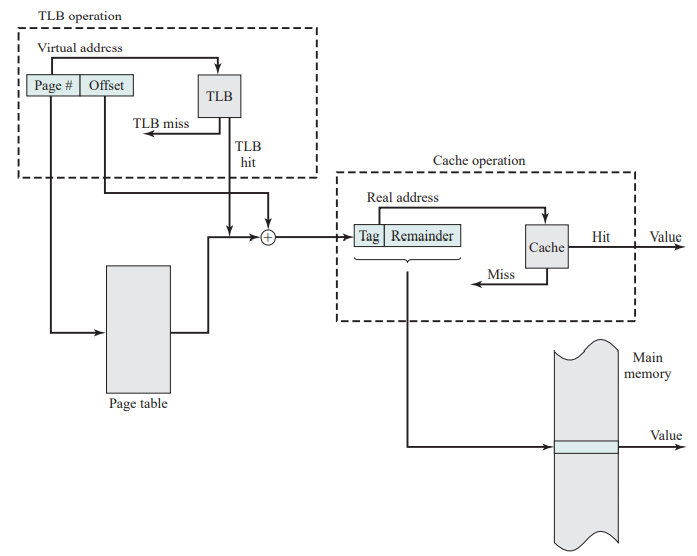 TLB operation
Virtual address
Page # Offset
TLB
TLB miss
TLB
hit
Cache operation
Real address
Tag Remainder
+
Cache
Hit
Value
Miss
Page table
Main
memory
Value